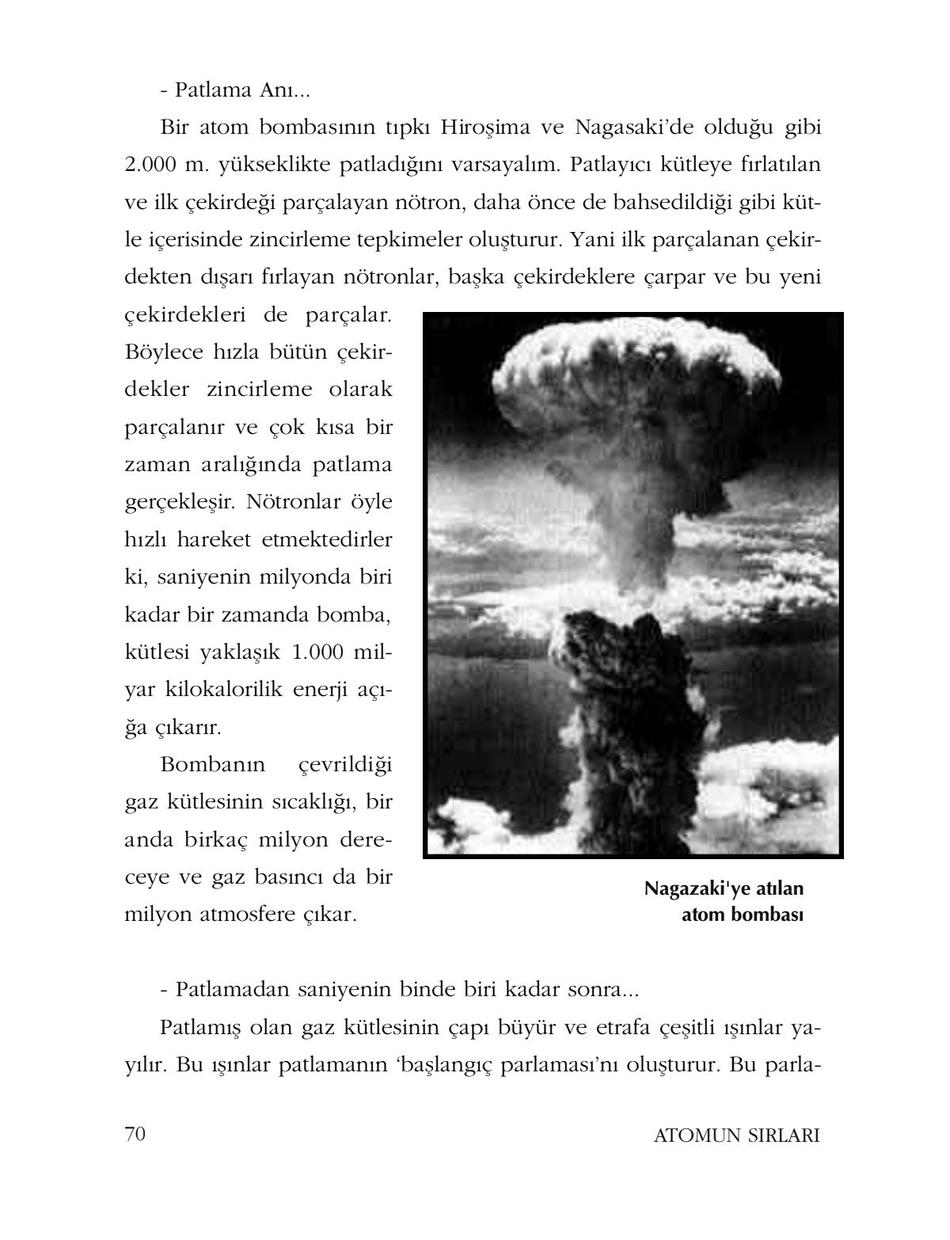 - Patlama Anı...
Bir atom bombasının tıpkı Hiroşima ve Nagasaki’de olduğu gibi
2.000 m. yükseklikte patladığını varsayalım. Patlayıcı kütleye fırlatılan
ve ilk çekirdeği parçalayan nötron, daha önce de bahsedildiği gibi küt-
le içerisinde zincirleme tepkimeler oluşturur. Yani ilk parçalanan çekir-
dekten dışarı fırlayan nötronlar, başka çekirdeklere çarpar ve bu yeni
çekirdekleri de parçalar.
Böylece hızla bütün çekir-
dekler zincirleme olarak
parçalanır ve çok kısa bir
zaman aralığında patlama
gerçekleşir. Nötronlar öyle
hızlı hareket etmektedirler
ki, saniyenin milyonda biri
kadar bir zamanda bomba,
kütlesi yaklaşık 1.000 mil-
yar kilokalorilik enerji açı-
ğa çıkarır.
Bombanın çevrildiği
gaz kütlesinin sıcaklığı, bir
anda birkaç milyon dere-
ceye ve gaz basıncı da bir
milyon atmosfere çıkar.
Nagazaki'ye atılan
atom bombası
- Patlamadan saniyenin binde biri kadar sonra...
Patlamış olan gaz kütlesinin çapı büyür ve etrafa çeşitli ışınlar ya-
yılır. Bu ışınlar patlamanın ‘başlangıç parlaması’nı oluşturur. Bu parla-
70
ATOMUN SIRLARI